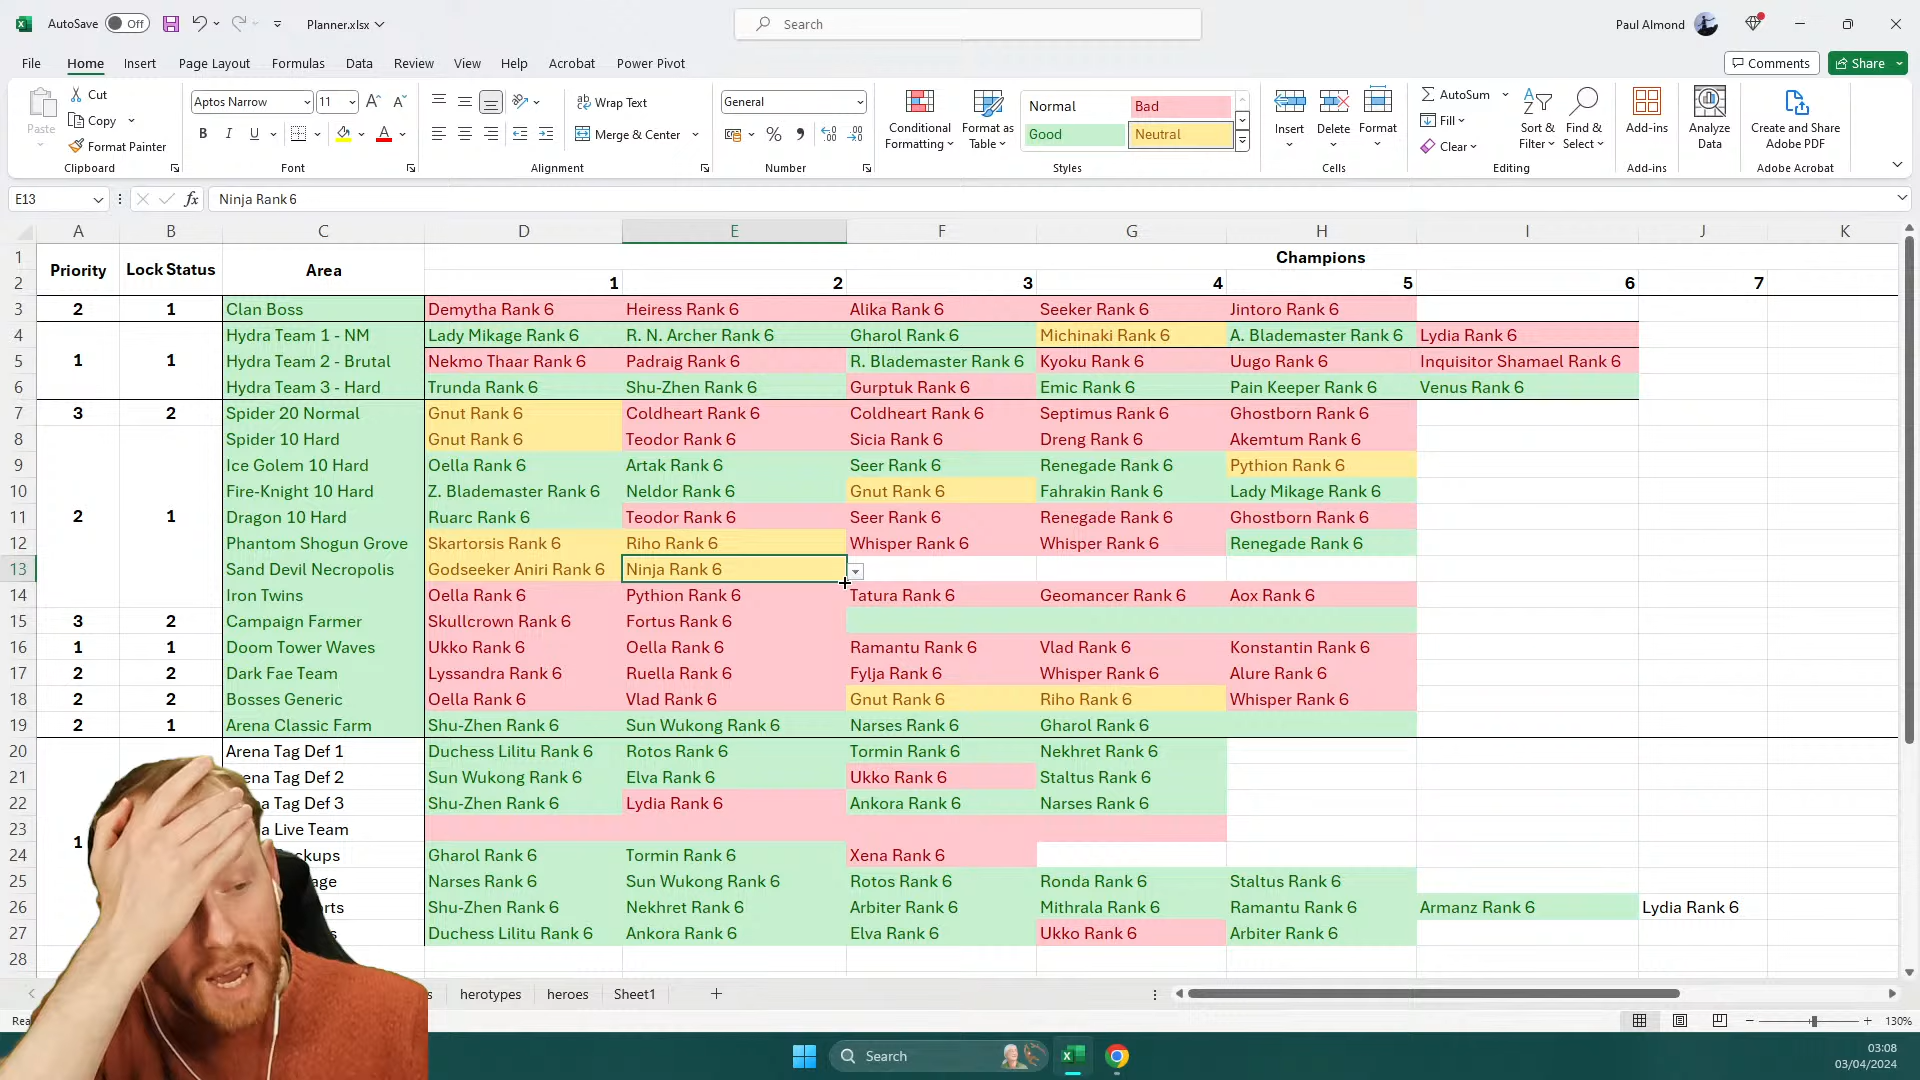 AutoSave Off Planner.xlsx Search Paul Almond
File Home Insert Page Layout Formulas Data Review View Help Acrobat Power Pivot Comments Share
Cut Aptos Narrow 11 Wrap Text General Normal Bad AutoSum
Paste Copy Conditional Formatting Format as Table Insert Delete Format Fill Sort & Filter Find & Select Add-ins Analyze Data Create and Share Adobe PDF
Format Painter B I U Merge & Center Good Neutral Clear
Clipboard Font Alignment Number Styles Cells Editing Add-ins Adobe Acrobat
E13 fx Ninja Rank 6
A B C D E F G H I J K
1 Priority Lock Status Area Champions
2 1 2 3 4 5 6 7
3 2 1 Clan Boss Demytha Rank 6 Heiress Rank 6 Alika Rank 6 Seeker Rank 6 Jintoro Rank 6
4 Hydra Team 1 - NM Lady Mikage Rank 6 R. N. Archer Rank 6 Gharol Rank 6 Michinaki Rank 6 A. Blademaster Rank 6 Lydia Rank 6
5 1 1 Hydra Team 2 - Brutal Nekmo Thaar Rank 6 Padraig Rank 6 R. Blademaster Rank 6 Kyoku Rank 6 Uugo Rank 6 Inquisitor Shamael Rank 6
6 Hydra Team 3 - Hard Trunda Rank 6 Shu-Zhen Rank 6 Gurptuk Rank 6 Emic Rank 6 Pain Keeper Rank 6 Venus Rank 6
7 3 2 Spider 20 Normal Gnut Rank 6 Coldheart Rank 6 Coldheart Rank 6 Septimus Rank 6 Ghostborn Rank 6
8 Spider 10 Hard Gnut Rank 6 Teodor Rank 6 Sicia Rank 6 Dreng Rank 6 Akemtum Rank 6
9 Ice Golem 10 Hard Oella Rank 6 Artak Rank 6 Seer Rank 6 Renegade Rank 6 Pythion Rank 6
10 Fire-Knight 10 Hard Z. Blademaster Rank 6 Neldor Rank 6 Gnut Rank 6 Fahrakin Rank 6 Lady Mikage Rank 6
11 2 1 Dragon 10 Hard Ruarc Rank 6 Teodor Rank 6 Seer Rank 6 Renegade Rank 6 Ghostborn Rank 6
12 Phantom Shogun Grove Skartorsis Rank 6 Riho Rank 6 Whisper Rank 6 Whisper Rank 6 Renegade Rank 6
13 Sand Devil Necropolis Godseeker Aniri Rank 6 Ninja Rank 6
14 Iron Twins Oella Rank 6 Pythion Rank 6 Tatura Rank 6 Geomancer Rank 6 Aox Rank 6
15 3 2 Campaign Farmer Skullcrown Rank 6 Fortus Rank 6
16 1 1 Doom Tower Waves Ukko Rank 6 Oella Rank 6 Ramantu Rank 6 Vlad Rank 6 Konstantin Rank 6
17 2 2 Dark Fae Team Lyssandra Rank 6 Ruella Rank 6 Fylja Rank 6 Whisper Rank 6 Alure Rank 6
18 2 2 Bosses Generic Oella Rank 6 Vlad Rank 6 Gnut Rank 6 Riho Rank 6 Whisper Rank 6
19 2 1 Arena Classic Farm Shu-Zhen Rank 6 Sun Wukong Rank 6 Narses Rank 6 Gharol Rank 6
20 Arena Tag Def 1 Duchess Lilitu Rank 6 Rotos Rank 6 Tormin Rank 6 Nekhret Rank 6
21 ena Tag Def 2 Sun Wukong Rank 6 Elva Rank 6 Ukko Rank 6 Staltus Rank 6
22 a Tag Def 3 Shu-Zhen Rank 6 Lydia Rank 6 Ankora Rank 6 Narses Rank 6
23 1 a Live Team
24 ckups Gharol Rank 6 Tormin Rank 6 Xena Rank 6
25 age Narses Rank 6 Sun Wukong Rank 6 Rotos Rank 6 Ronda Rank 6 Staltus Rank 6
26 rts Shu-Zhen Rank 6 Nekhret Rank 6 Arbiter Rank 6 Mithrala Rank 6 Ramantu Rank 6 Armanz Rank 6 Lydia Rank 6
27 s Duchess Lilitu Rank 6 Ankora Rank 6 Elva Rank 6 Ukko Rank 6 Arbiter Rank 6
28
s herotypes heroes Sheet1
Rea 130%
Search 03:08
03/04/2024